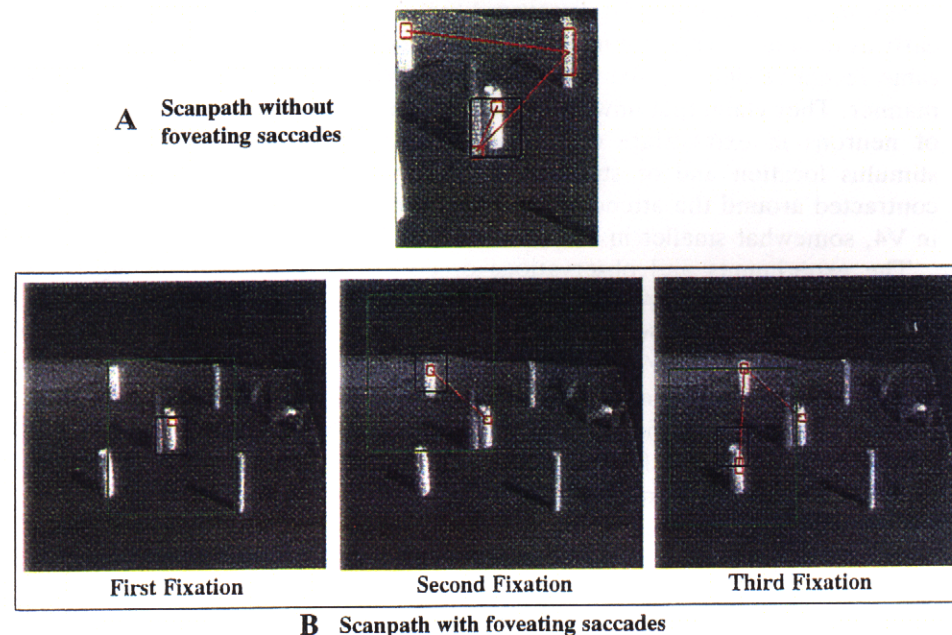 A Scanpath without
foveating saccades
First Fixation
Second Fixation
Third Fixation
B Scanpath with foveating saccades